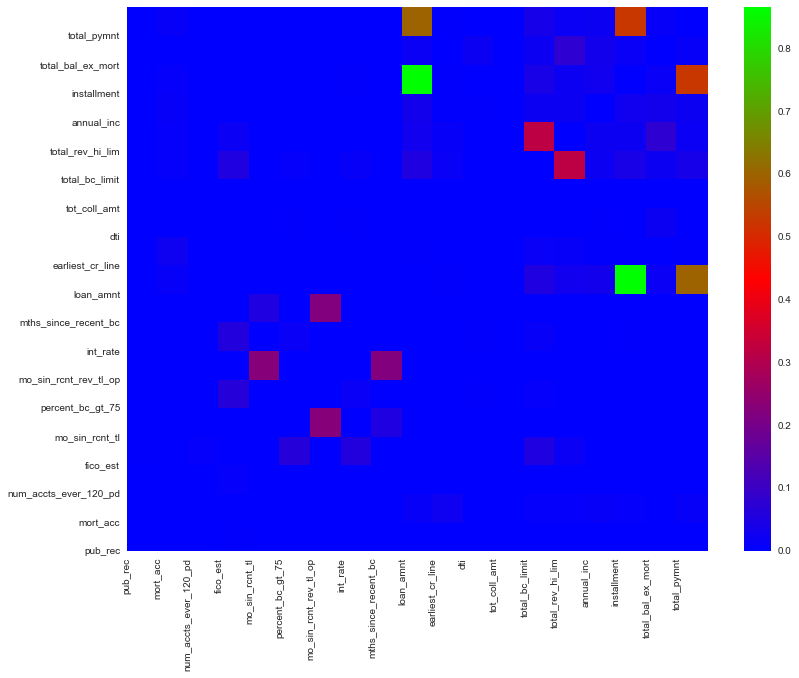 total_pymnt
total_bal_ex_mort
installment
annual_inc
total_rev_hi_lim
total_bc_limit
tot_coll_amt
dti
earliest_cr_line
loan_amnt
mths_since_recent_bc
int_rate
mo_sin_rcnt_rev_tl_op
percent_bc_gt_75
mo_sin_rcnt_tl
fico_est
num_accts_ever_120_pd
mort_acc
pub_rec
pub_rec
mort_acc
num_accts_ever_120_pd
fico_est
mo_sin_rcnt_tl
percent_bc_gt_75
mo_sin_rcnt_rev_tl_op
int_rate
mths_since_recent_bc
loan_amnt
earliest_cr_line
dti
tot_coll_amt
total_bc_limit
total_rev_hi_lim
annual_inc
installment
total_bal_ex_mort
total_pymnt
0.8
0.7
0.6
0.5
0.4
0.3
0.2
0.1
0.0